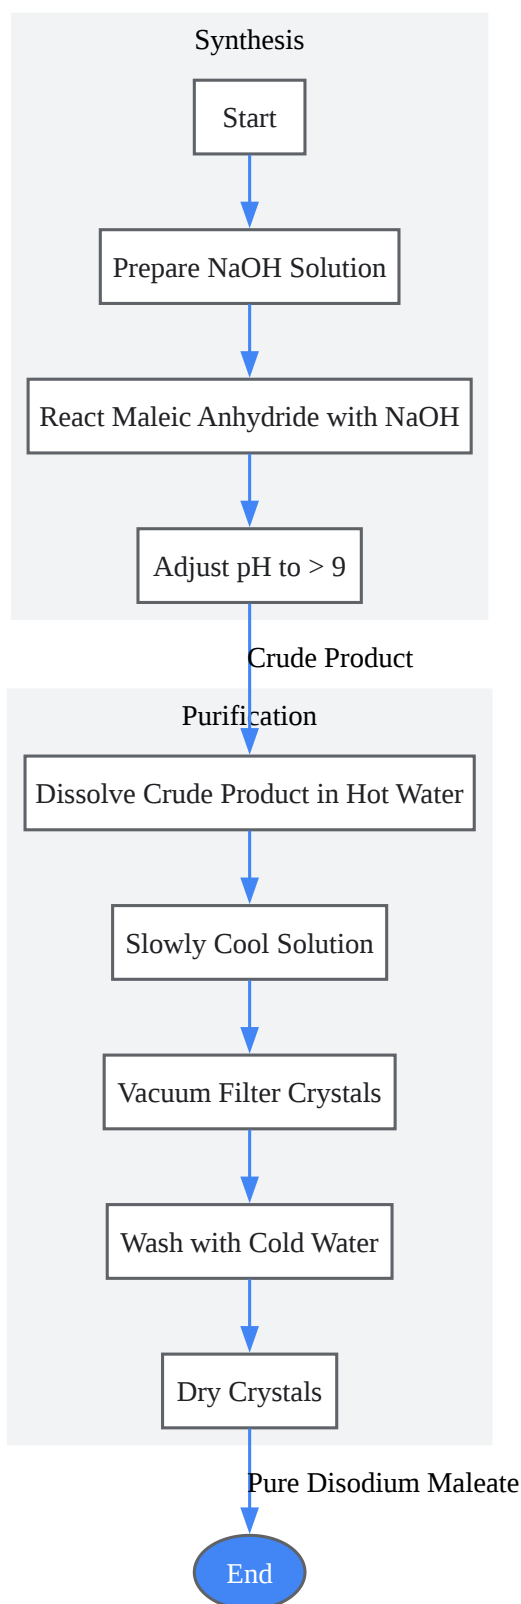 Synthesis
Start
Prepare NaOH Solution
React Maleic Anhydride with NaOH
Adjust pH to > 9
Crude Product
Purification
Dissolve Crude Product in Hot Water
Slowly Cool Solution
Vacuum Filter Crystals
Wash with Cold Water
Dry Crystals
Pure Disodium Maleate
End